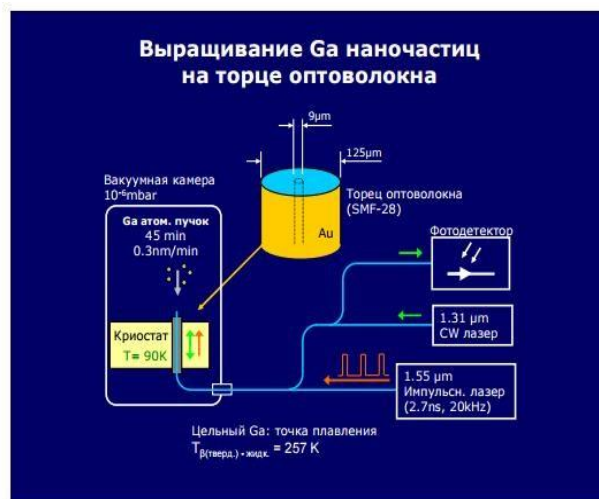 Выращивание Ga наночастиц
на торце оптоволокна
9μm
125μm
Вакуумная камера
10⁻⁶mbar
Ga атом. пучок
45 min
0.3nm/min
Au
Торец оптоволокна
(SMF-28)
Фотодетектор
Криостат
T= 90K
1.31 μm
CW лазер
1.55 μm
Импульсн. лазер
(2.7ns, 20kHz)
Цельный Ga: точка плавления
Tβ(тверд.) - жидк. = 257 K